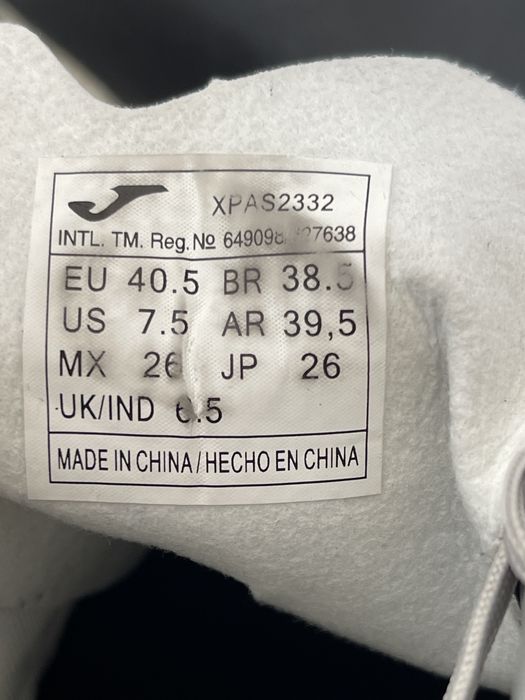 XPAS2332
INTL. TM. Reg. Nº 649098 27638
EU 40.5 BR 38.5
US 7.5 AR 39,5
MX 26 JP 26
UK/IND 6.5
MADE IN CHINA/HECHO EN CHINA